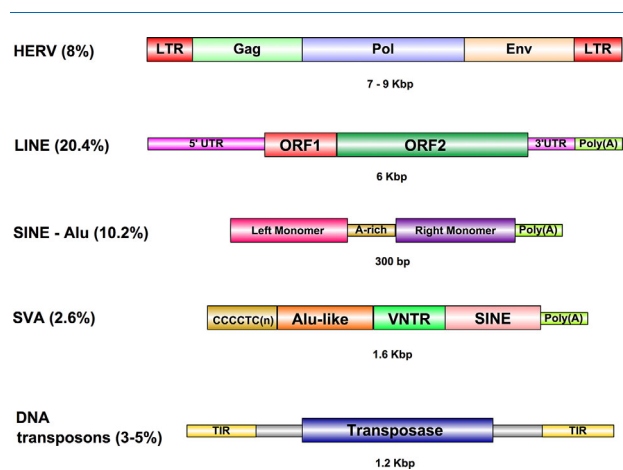 HERV (8%)
LTR Gag Pol Env LTR
7 - 9 Kbp
LINE (20.4%)
5' UTR ORF1 ORF2 3'UTR Poly(A)
6 Kbp
SINE - Alu (10.2%)
Left Monomer A-rich Right Monomer Poly(A)
300 bp
SVA (2.6%)
CCCCTC(n) Alu-like VNTR SINE Poly(A)
1.6 Kbp
DNA
transposons (3-5%)
TIR Transposase TIR
1.2 Kbp